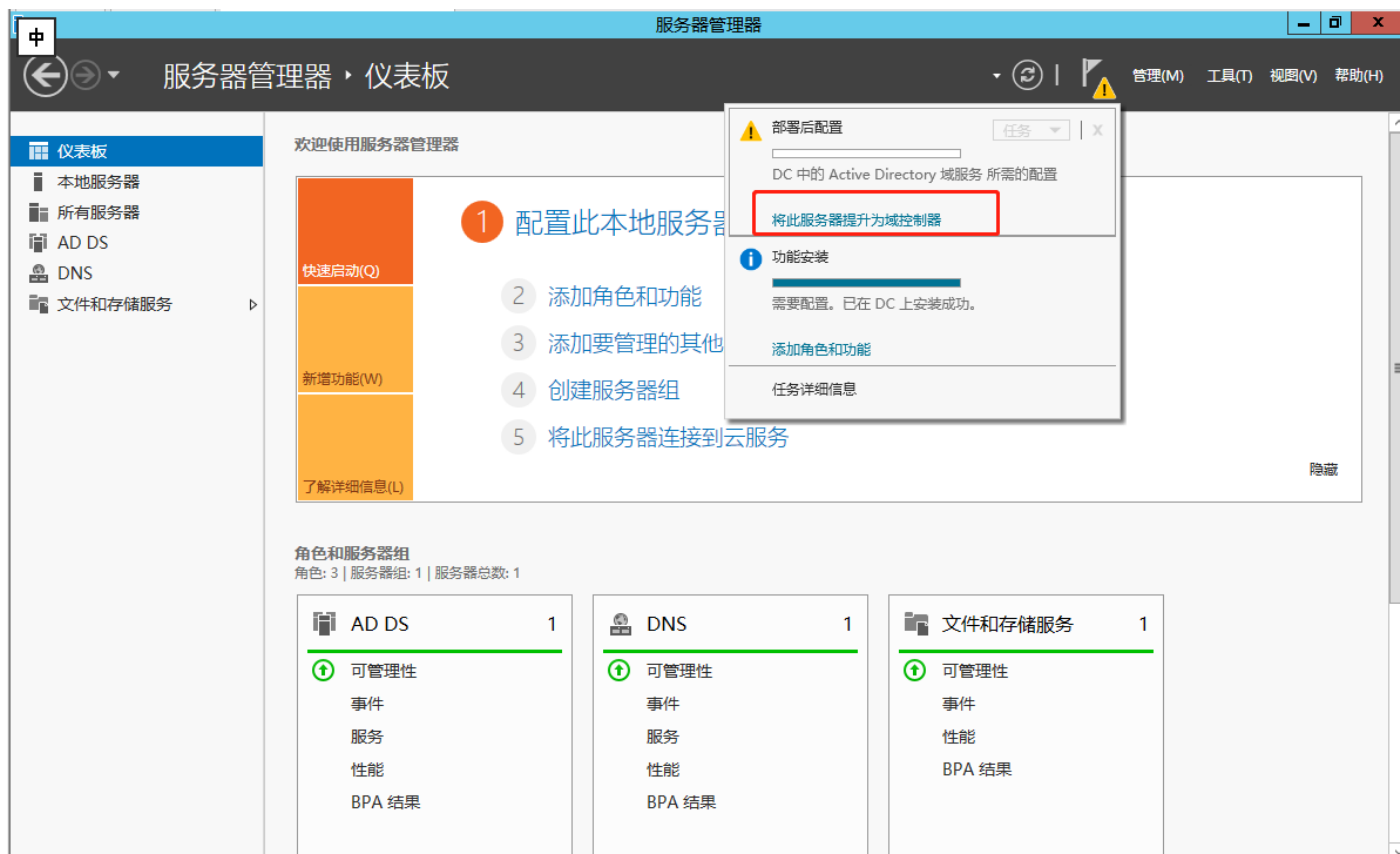 服务器管理器
中
服务器管理器 ‣ 仪表板
管理(M) 工具(T) 视图(V) 帮助(H)
仪表板
本地服务器
所有服务器
AD DS
DNS
文件和存储服务
欢迎使用服务器管理器
快速启动(Q)
新增功能(W)
了解详细信息(L)
1 配置此本地服务
2 添加角色和功能
3 添加要管理的其他
4 创建服务器组
5 将此服务器连接到云服务
隐藏
部署后配置
任务
X
DC 中的 Active Directory 域服务 所需的配置
将此服务器提升为域控制器
功能安装
需要配置。已在 DC 上安装成功。
添加角色和功能
任务详细信息
角色和服务器组
角色: 3 | 服务器组: 1 | 服务器总数: 1
AD DS 1
可管理性
事件
服务
性能
BPA 结果
DNS 1
可管理性
事件
服务
性能
BPA 结果
文件和存储服务 1
可管理性
事件
性能
BPA 结果